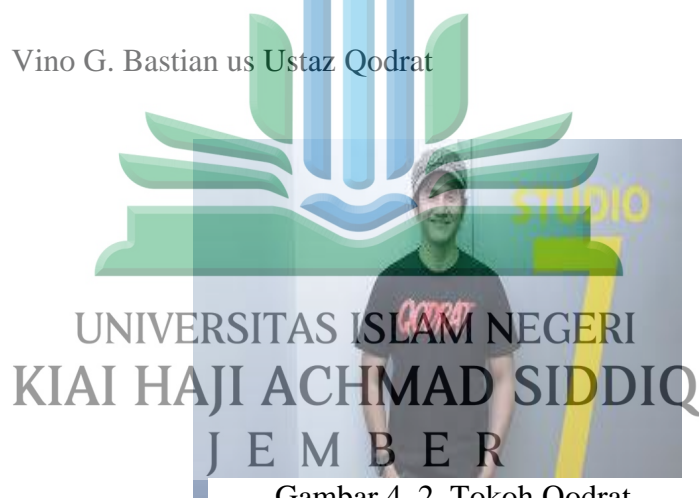 Vino G. Bastian us Ustaz Qodrat
STUDIO
7
QODRAT
UNIVERSITAS ISLAM NEGERI
KIAI HAJI ACHMAD SIDDIQ
J E M B E R
Gambar 4. 2. Tokoh Qodrat